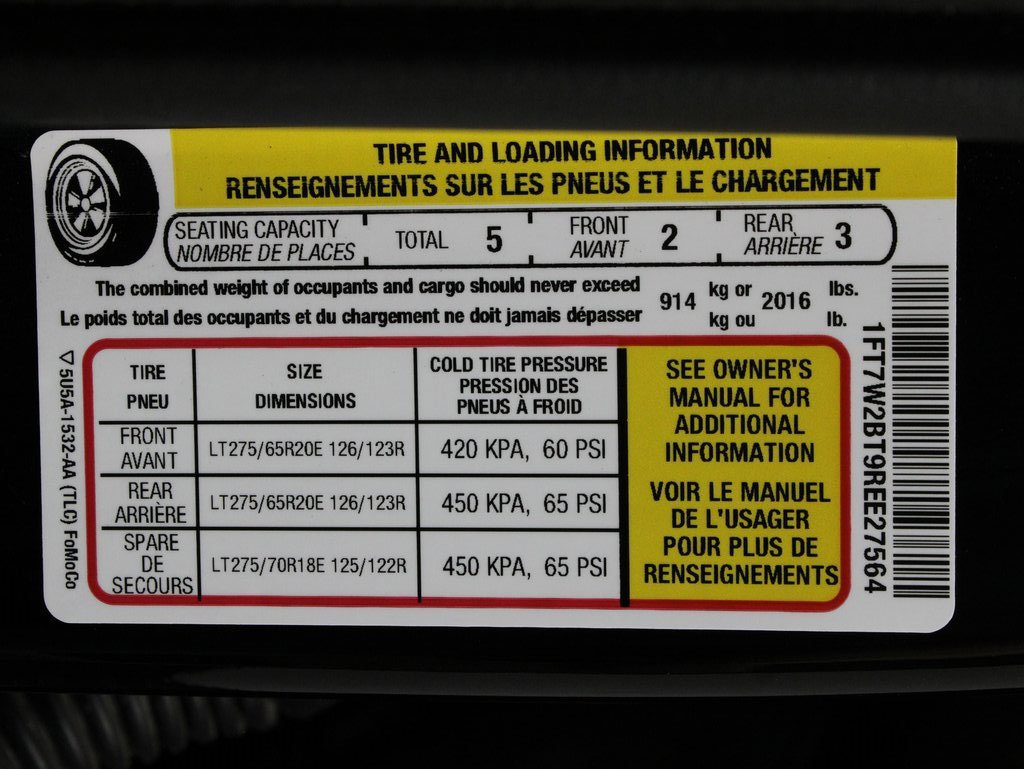 TIRE AND LOADING INFORMATION
RENSEIGNEMENTS SUR LES PNEUS ET LE CHARGEMENT
SEATING CAPACITY
NOMBRE DE PLACES
TOTAL 5
FRONT
AVANT
2
REAR
ARRIÈRE
3
The combined weight of occupants and cargo should never exceed
Le poids total des occupants et du chargement ne doit jamais dépasser
914
kg or
kg ou
2016
lbs.
lb.
TIRE
PNEU
SIZE
DIMENSIONS
COLD TIRE PRESSURE
PRESSION DES
PNEUS À FROID
FRONT
AVANT
LT275/65R20E 126/123R
420 KPA, 60 PSI
REAR
ARRIÈRE
LT275/65R20E 126/123R
450 KPA, 65 PSI
SPARE
DE
SECOURS
LT275/70R18E 125/122R
450 KPA, 65 PSI
SEE OWNER'S
MANUAL FOR
ADDITIONAL
INFORMATION
VOIR LE MANUEL
DE L'USAGER
POUR PLUS DE
RENSEIGNEMENTS
5U5A-1532-AA (TLC) FoMoCo
1FT7W2BT9REE27564